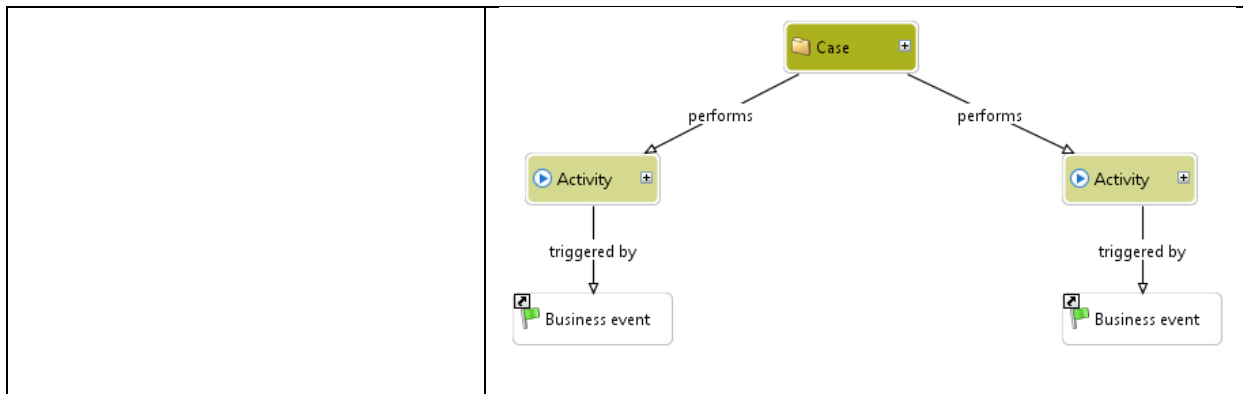 Case
performs
performs
Activity
Activity
triggered by
triggered by
Business event
Business event